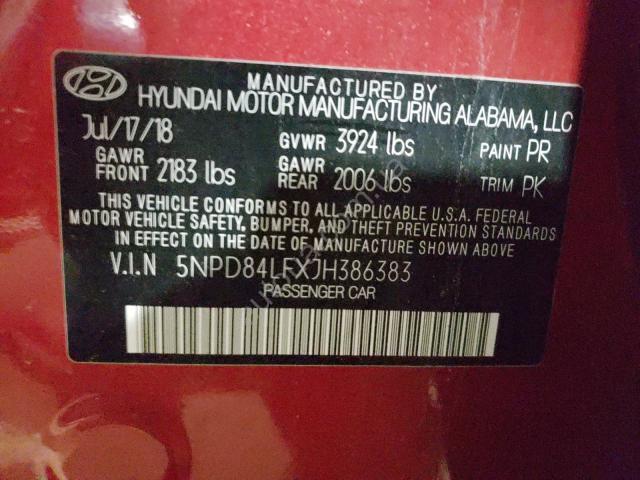 MANUFACTURED BY
HYUNDAI MOTOR MANUFACTURING ALABAMA, LLC
Jul/17/18 GVWR 3924 lbs PAINT PR
GAWR FRONT 2183 lbs GAWR REAR 2006 lbs TRIM PK
THIS VEHICLE CONFORMS TO ALL APPLICABLE U.S.A. FEDERAL
MOTOR VEHICLE SAFETY, BUMPER, AND THEFT PREVENTION STANDARDS
IN EFFECT ON THE DATE OF MANUFACTURE SHOWN ABOVE.
V.I.N 5NPD84LFXJH386383
PASSENGER CAR